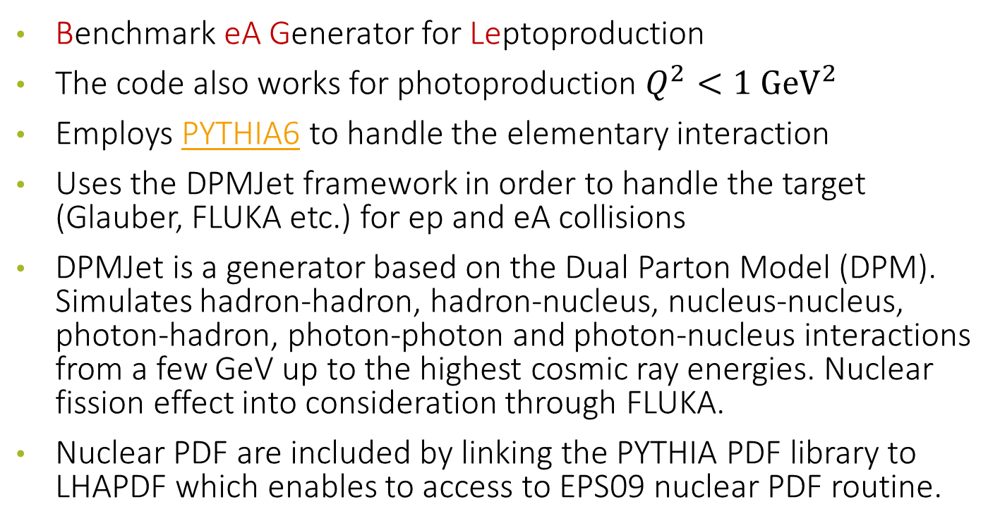 • Benchmark eA Generator for Leptoproduction
• The code also works for photoproduction Q² < 1 GeV²
• Employs PYTHIA6 to handle the elementary interaction
• Uses the DPMJet framework in order to handle the target
(Glauber, FLUKA etc.) for ep and eA collisions
• DPMJet is a generator based on the Dual Parton Model (DPM).
Simulates hadron-hadron, hadron-nucleus, nucleus-nucleus,
photon-hadron, photon-photon and photon-nucleus interactions
from a few GeV up to the highest cosmic ray energies. Nuclear
fission effect into consideration through FLUKA.
• Nuclear PDF are included by linking the PYTHIA PDF library to
LHAPDF which enables to access to EPS09 nuclear PDF routine.